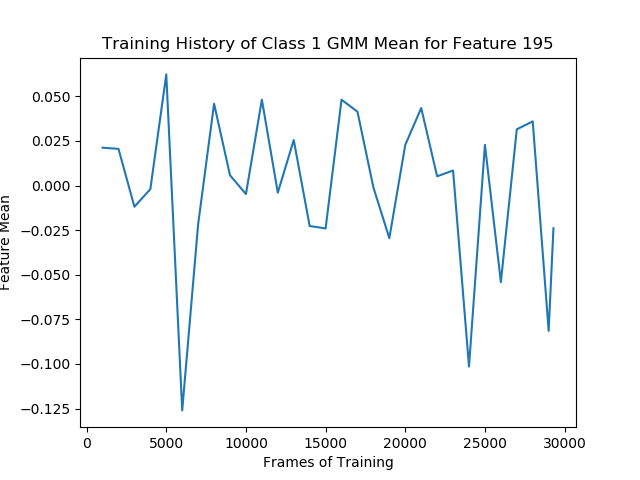 Training History of Class 1 GMM Mean for Feature 195
Feature Mean
0.050
0.025
0.000
−0.025
−0.050
−0.075
−0.100
−0.125
0 5000 10000 15000 20000 25000 30000
Frames of Training